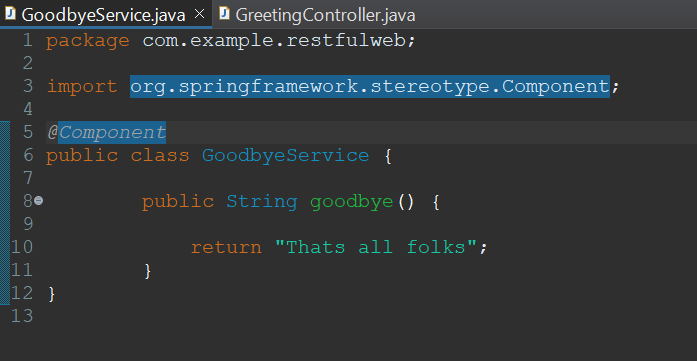 GoodbyeService.java GreetingController.java
1 package com.example.restfulweb;
2
3 import org.springframework.stereotype.Component;
4
5 @Component
6 public class GoodbyeService {
7
8 public String goodbye() {
9
10 return "Thats all folks";
11 }
12 }
13